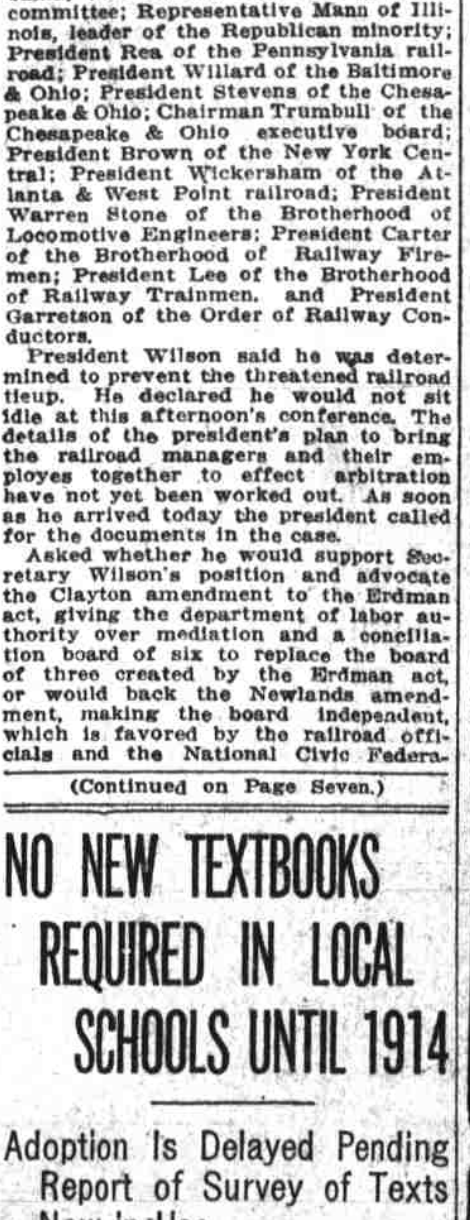 committee; Representative Mann of Illi-
nois, leader of the Republican minority;
President Rea of the Pennsylvania rail-
road; President Willard of the Baltimore
& Ohio; President Stevens of the Chesa-
peake & Ohio; Chairman Trumbull of the
Chesapeake & Ohio executive board;
President Brown of the New York Cen-
tral; President Wickersham of the At-
lanta & West Point railroad; President
Warren Stone of the Brotherhood of
Locomotive Engineers; President Carter
of the Brotherhood of Railway Fire-
men; President Lee of the Brotherhood
of Railway Trainmen. and President
Garretson of the Order of Railway Con-
ductors.
President Wilson said he was deter-
mined to prevent the threatened railroad
tieup. He declared he would not sit
idle at this afternoon's conference. The
details of the president's plan to bring
the railroad managers and their em-
ployes together to effect arbitration
have not yet been worked out. As soon
as he arrived today the president called
for the documents in the case.
Asked whether he would support Sec-
retary Wilson's position and advocate
the Clayton amendment to the Erdman
act, giving the department of labor au-
thority over mediation and a concilia-
tion board of six to replace the board
of three created by the Erdman act,
or would back the Newlands amend-
ment, making the board independent,
which is favored by the railroad offi-
cials and the National Civic Federa-
(Continued on Page Seven.)
NO NEW TEXTBOOKS
REQUIRED IN LOCAL
SCHOOLS UNTIL 1914
Adoption Is Delayed Pending
Report of Survey of Texts